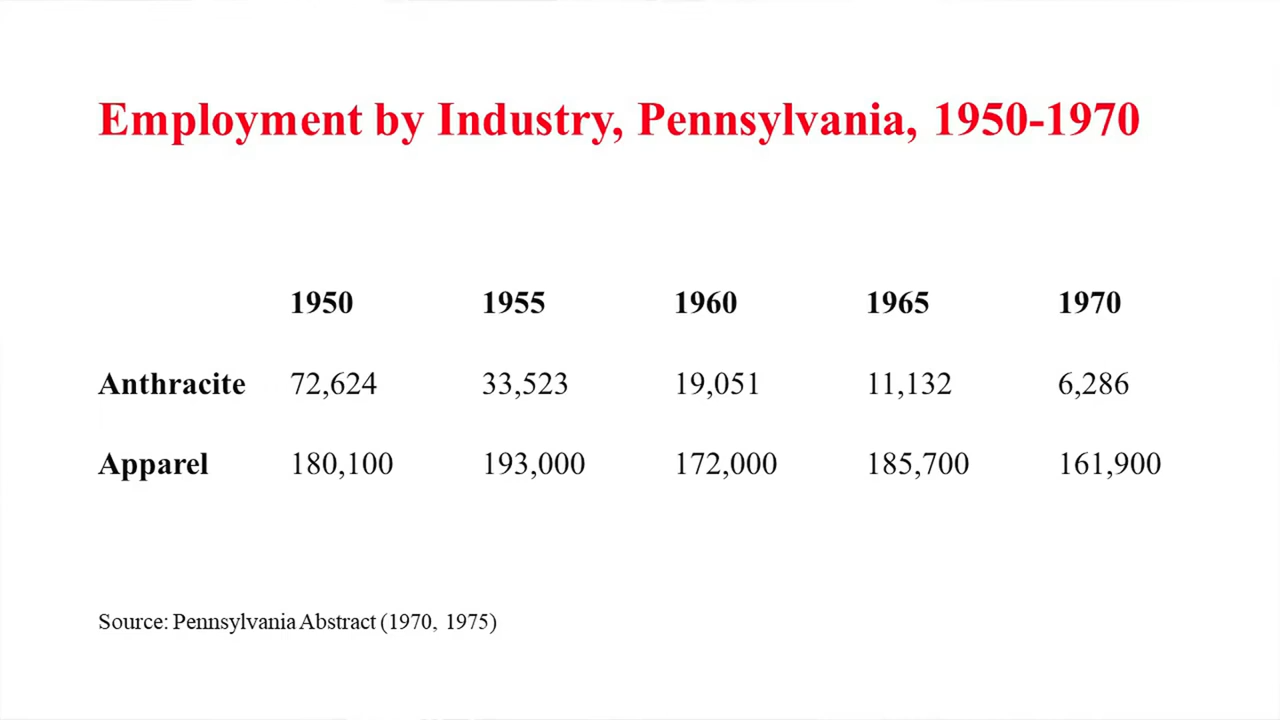 Employment by Industry, Pennsylvania, 1950-1970
1950 1955 1960 1965 1970
Anthracite 72,624 33,523 19,051 11,132 6,286
Apparel 180,100 193,000 172,000 185,700 161,900
Source: Pennsylvania Abstract (1970, 1975)